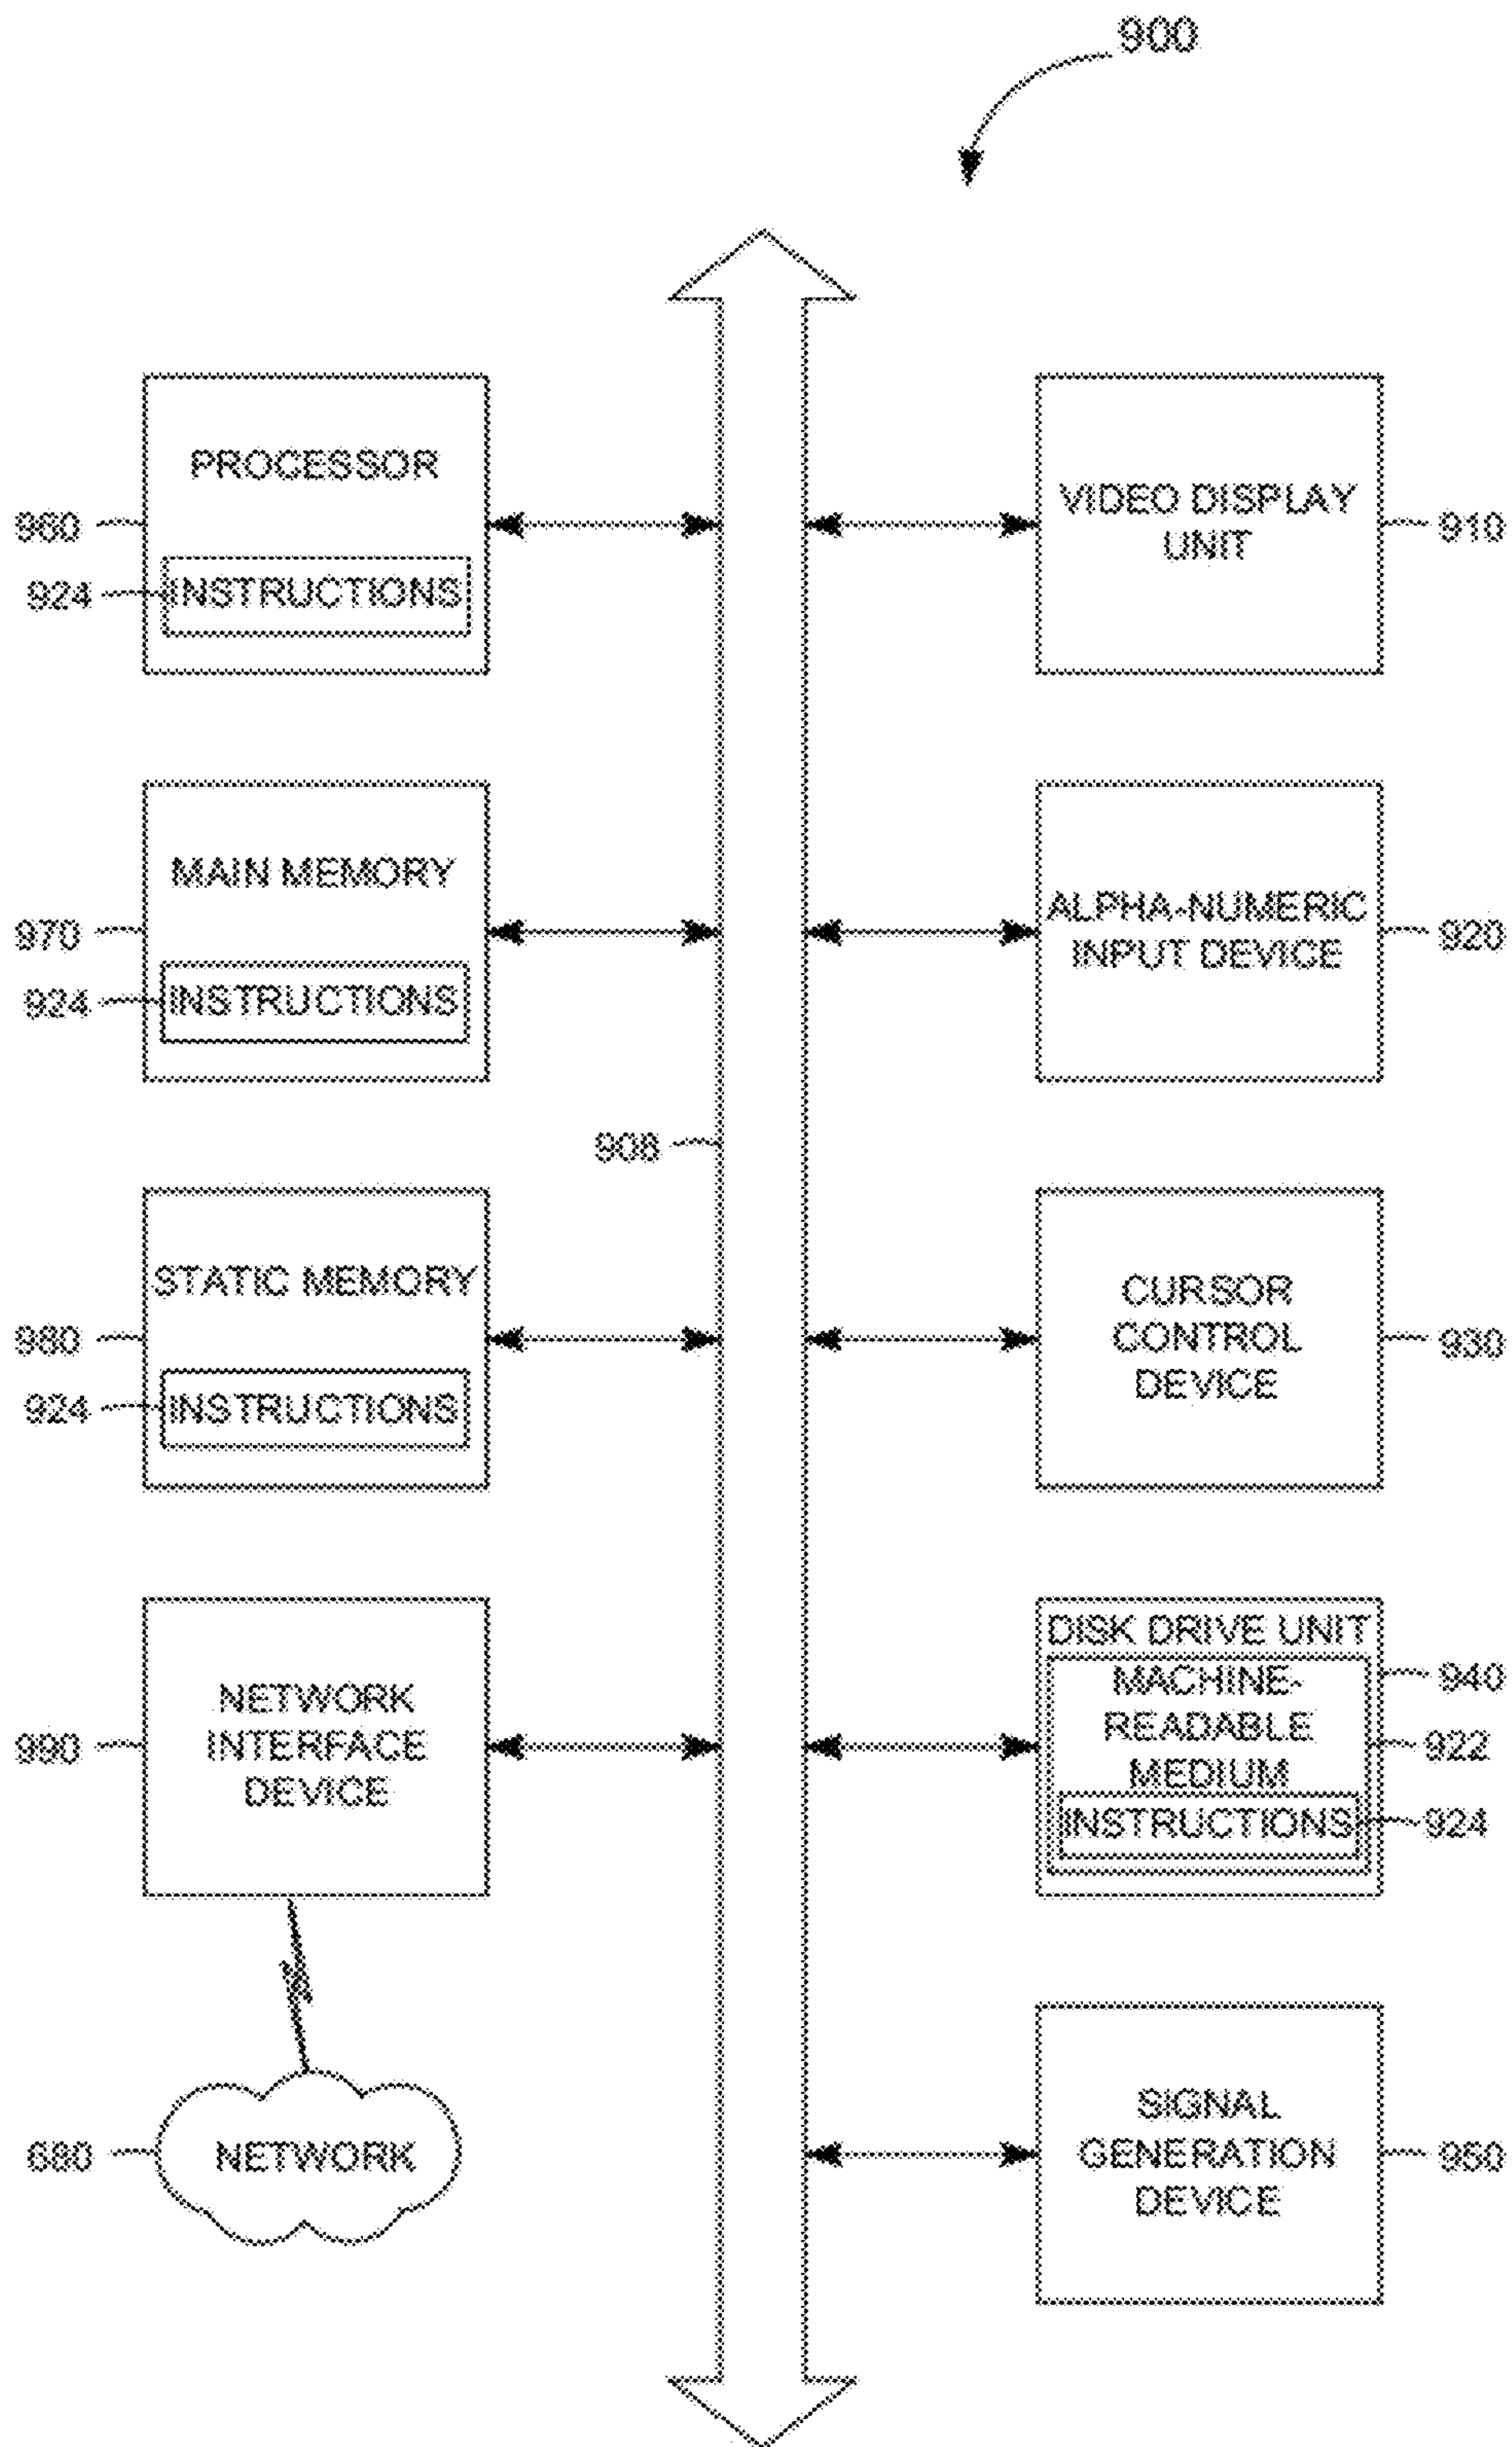 900
PROCESSOR
960
924
INSTRUCTIONS
VIDEO DISPLAY
UNIT
910
MAIN MEMORY
970
924
INSTRUCTIONS
ALPHA-NUMERIC
INPUT DEVICE
920
908
STATIC MEMORY
980
924
INSTRUCTIONS
CURSOR
CONTROL
DEVICE
930
NETWORK
INTERFACE
DEVICE
990
DISK DRIVE UNIT
940
MACHINE-
READABLE
MEDIUM
922
INSTRUCTIONS
924
NETWORK
680
SIGNAL
GENERATION
DEVICE
950